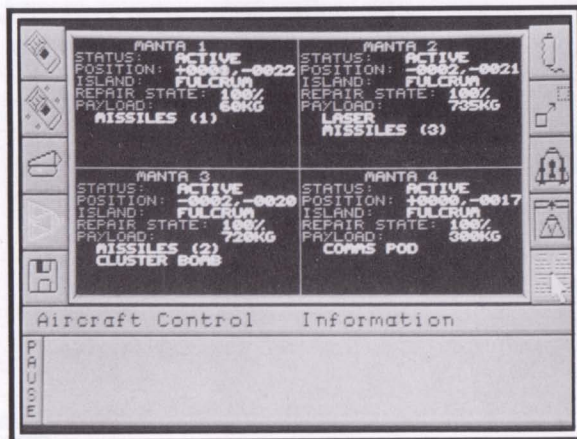 MANTA 1
STATUS: ACTIVE
POSITION:
ISLAND: FULCRUM
REPAIR STATE: 100%
PAYLOAD: 60KG
MISSILES (1)
MANTA 2
STATUS: ACTIVE
POSITION: -0002,-0021
ISLAND: FULCRUM
REPAIR STATE: 100%
PAYLOAD: 735KG
LASER
MISSILES (3)
MANTA 3
STATUS: ACTIVE
POSITION: -0002,-0020
ISLAND: FULCRUM
REPAIR STATE: 100%
PAYLOAD: 720KG
MISSILES (2)
CLUSTER BOMB
MANTA 4
STATUS: ACTIVE
POSITION: +0000,-0017
ISLAND: FULCRUM
REPAIR STATE: 100%
PAYLOAD: 300KG
COMMS POD
Aircraft Control Information
PAUSE